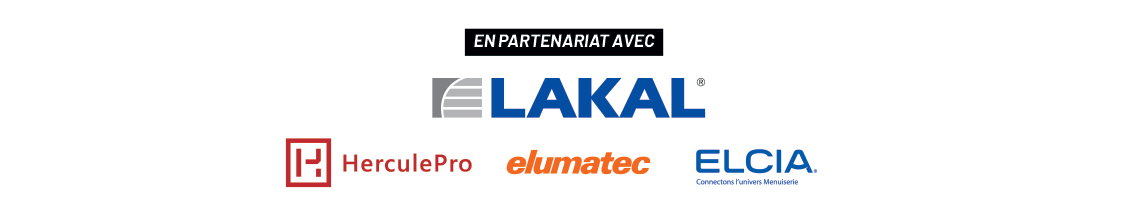 EN PARTENARIAT AVEC
LAKAL®
HerculePro
elumatec
ELCIA®
Connectons l'univers Menuiserie